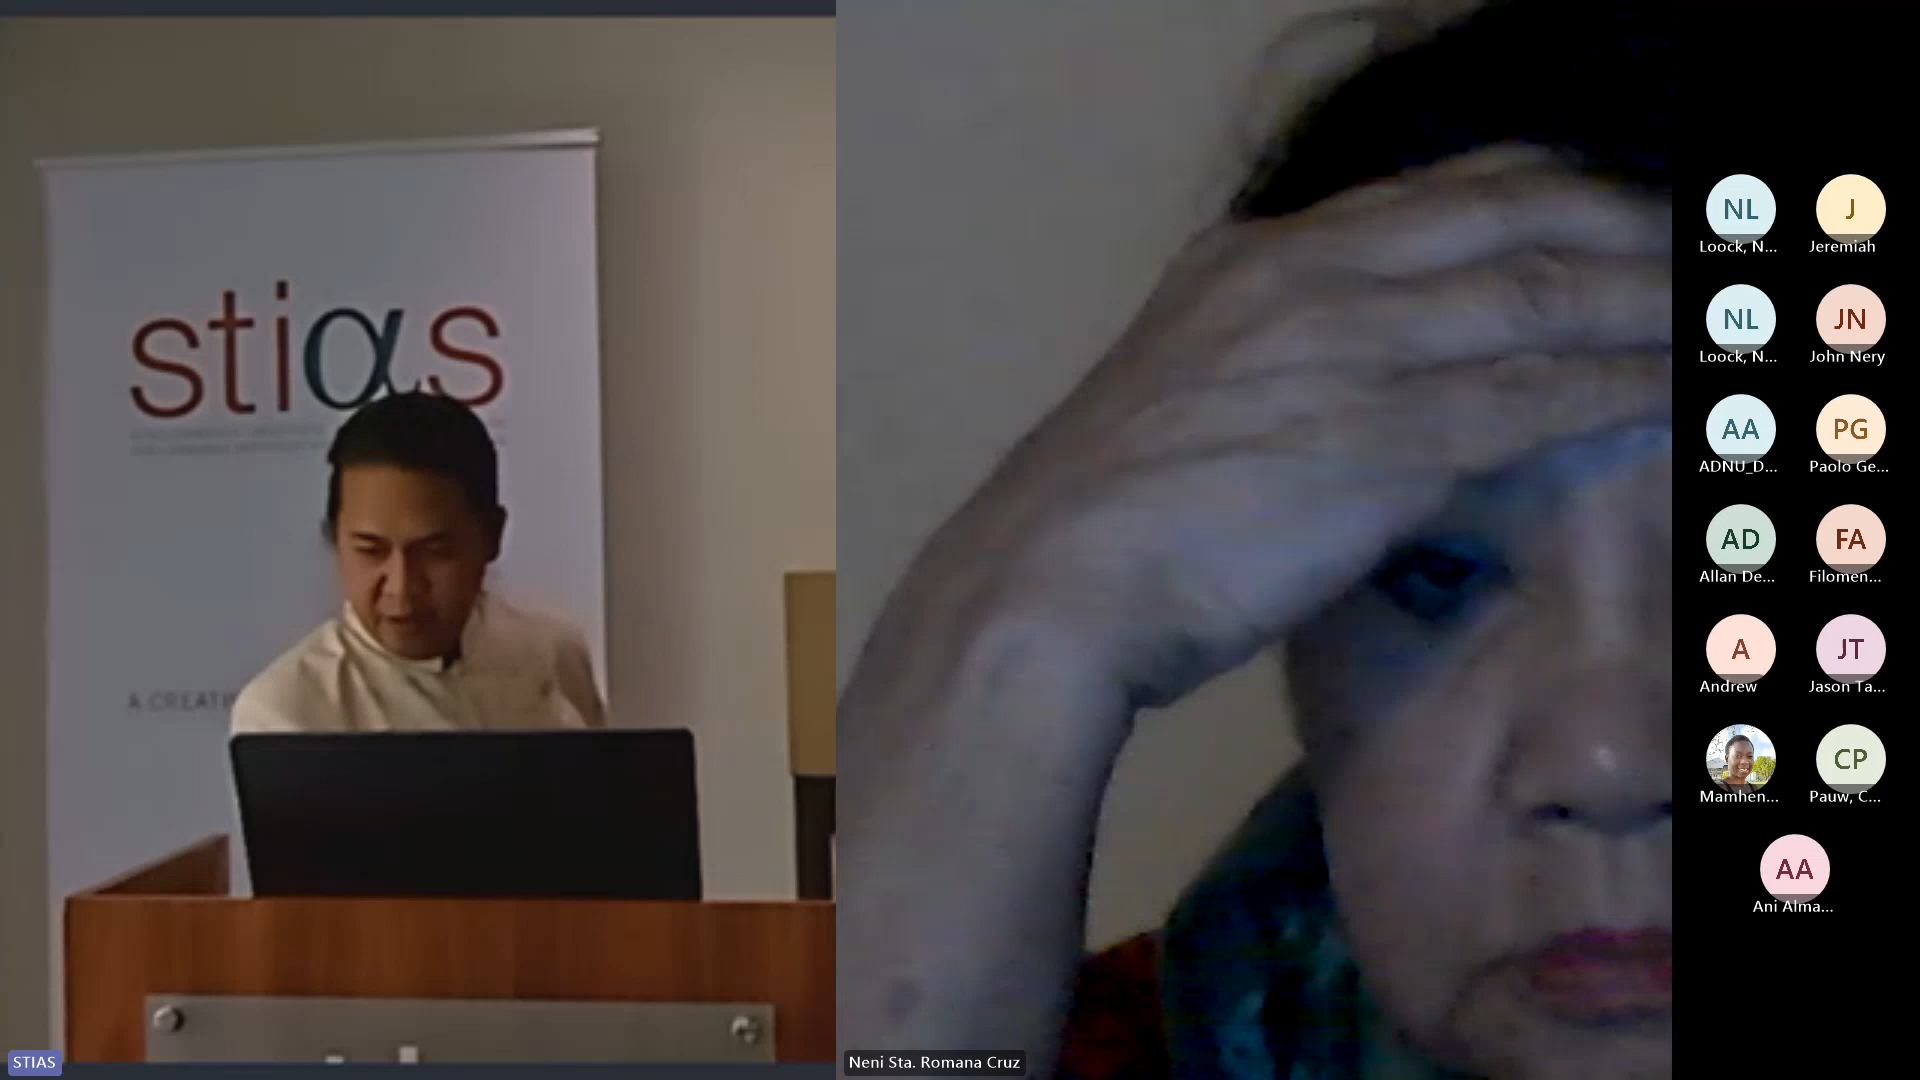 stiαs
A CREATI
STIAS
Neni Sta. Romana Cruz
NL
Loock, N...
J
Jeremiah
NL
Loock, N...
JN
John Nery
AA
ADNU_D...
PG
Paolo Ge...
AD
Allan De...
FA
Filomen...
A
Andrew
JT
Jason Ta...
Mamhen...
CP
Pauw, C...
AA
Ani Alma...